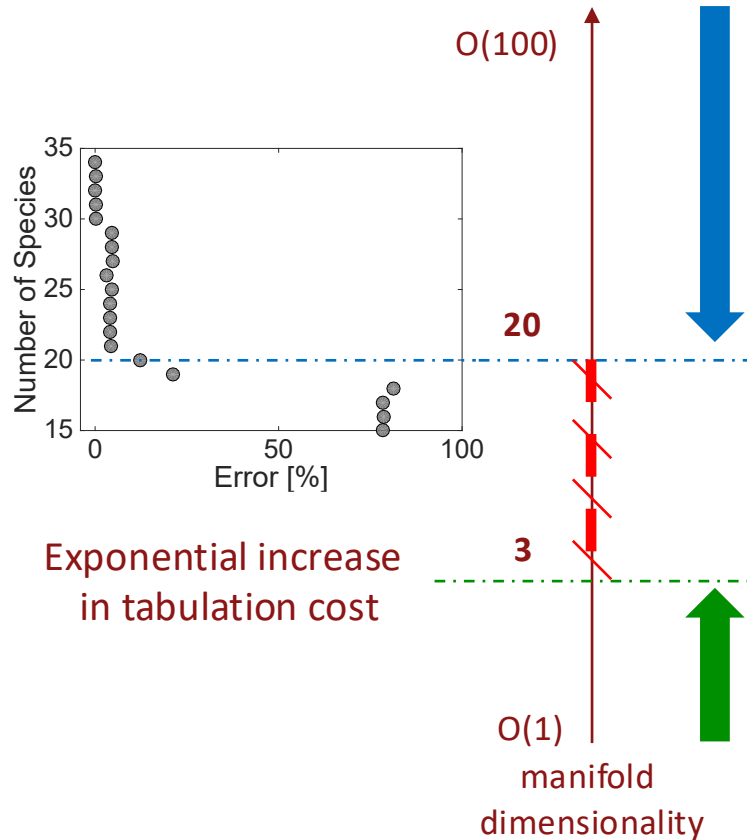 O(100)
35
30
25
20
15
Number of Species
0
50
100
Error [%]
20
3
Exponential increase
in tabulation cost
O(1)
manifold
dimensionality